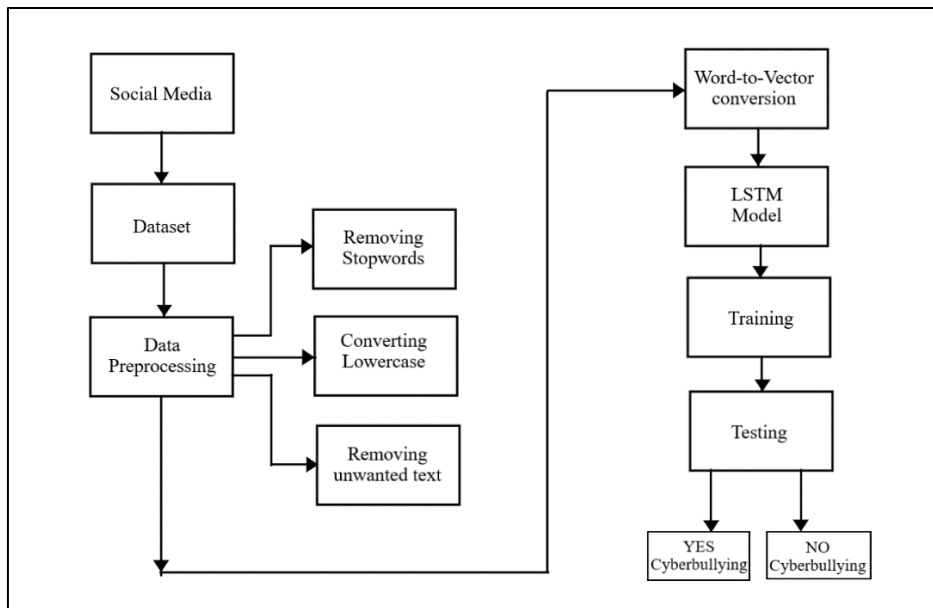 Social Media
Dataset
Data
Preprocessing
Removing
Stopwords
Converting
Lowercase
Removing
unwanted text
Word-to-Vector
conversion
LSTM
Model
Training
Testing
YES
Cyberbullying
NO
Cyberbullying